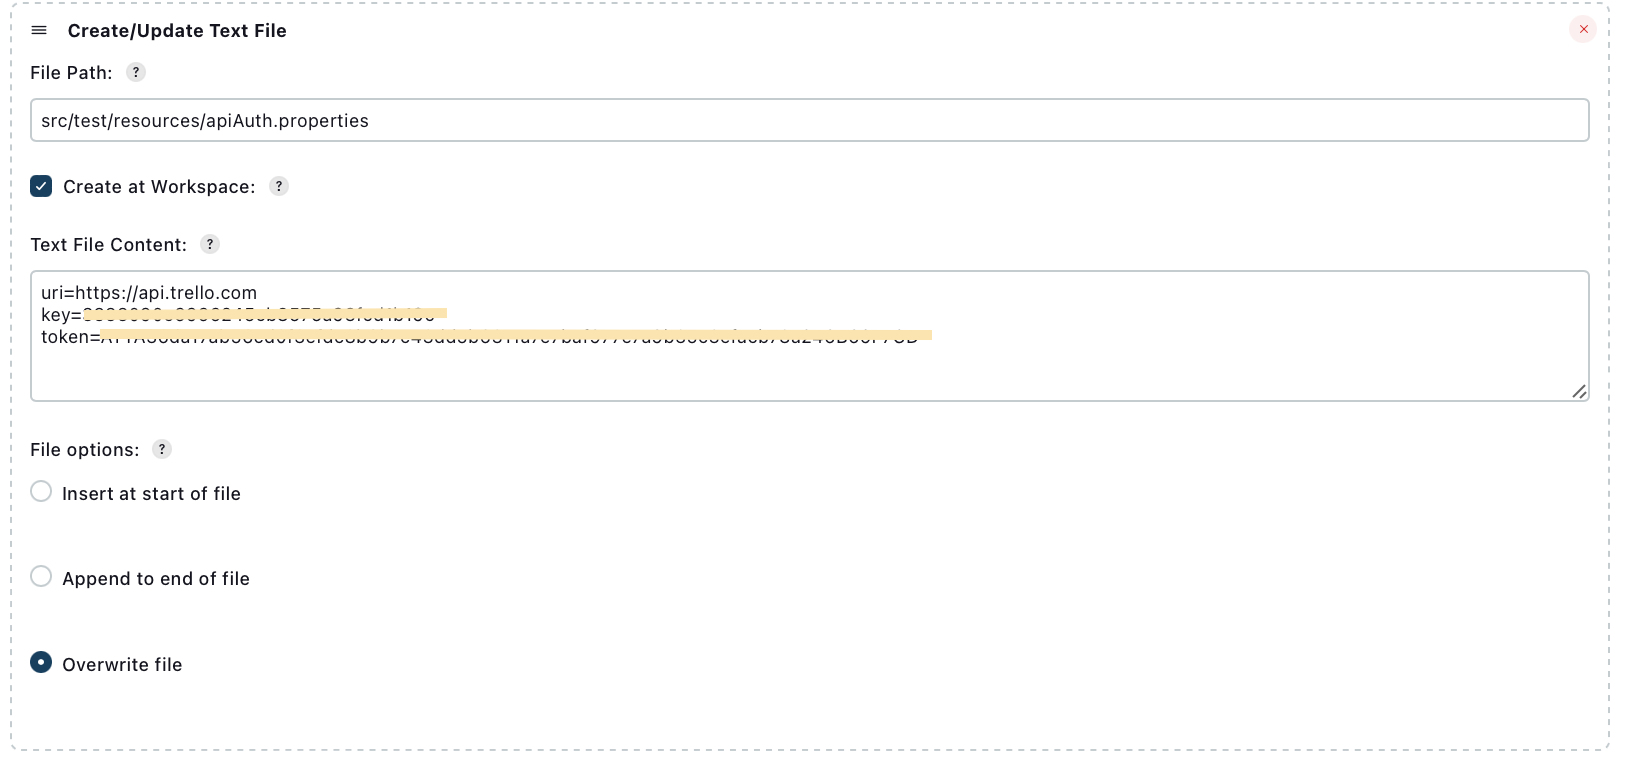 Create/Update Text File
File Path: ?
src/test/resources/apiAuth.properties
Create at Workspace: ?
Text File Content: ?
uri=https://api.trello.com
key=
token=
File options: ?
Insert at start of file
Append to end of file
Overwrite file